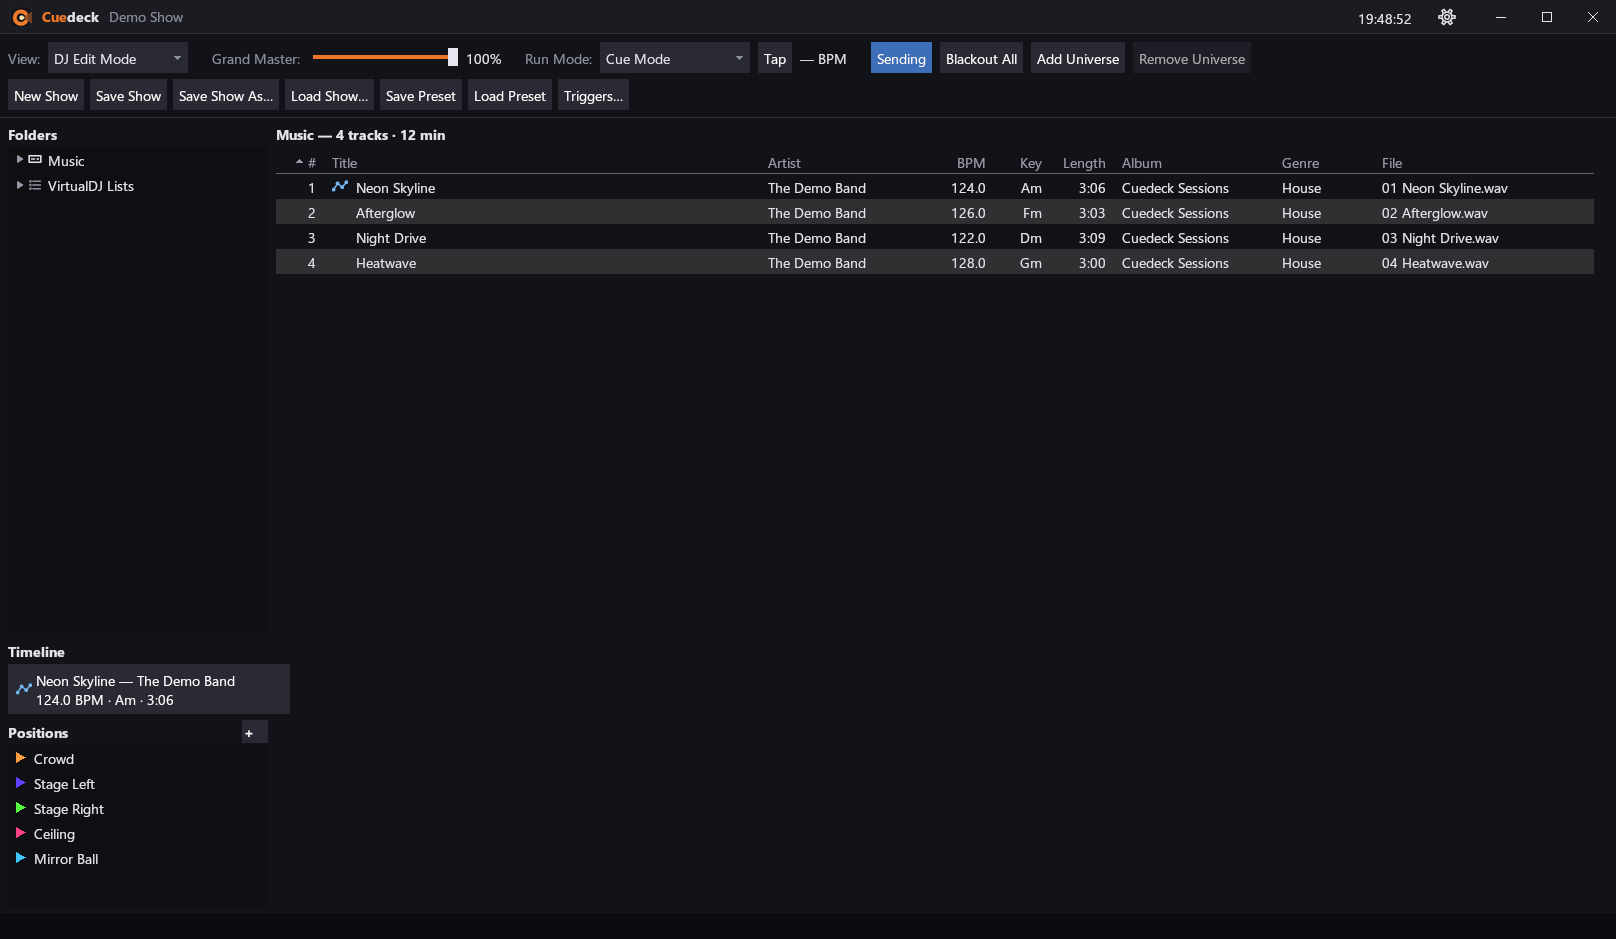 Cuedeck Demo Show 19:48:52
View: DJ Edit Mode Grand Master: 100% Run Mode: Cue Mode Tap — BPM Sending Blackout All Add Universe Remove Universe
New Show Save Show Save Show As... Load Show... Save Preset Load Preset Triggers...
Folders
Music
VirtualDJ Lists
Music — 4 tracks · 12 min
# Title Artist BPM Key Length Album Genre File
1 Neon Skyline The Demo Band 124.0 Am 3:06 Cuedeck Sessions House 01 Neon Skyline.wav
2 Afterglow The Demo Band 126.0 Fm 3:03 Cuedeck Sessions House 02 Afterglow.wav
3 Night Drive The Demo Band 122.0 Dm 3:09 Cuedeck Sessions House 03 Night Drive.wav
4 Heatwave The Demo Band 128.0 Gm 3:00 Cuedeck Sessions House 04 Heatwave.wav
Timeline
Neon Skyline — The Demo Band
124.0 BPM · Am · 3:06
Positions +
Crowd
Stage Left
Stage Right
Ceiling
Mirror Ball